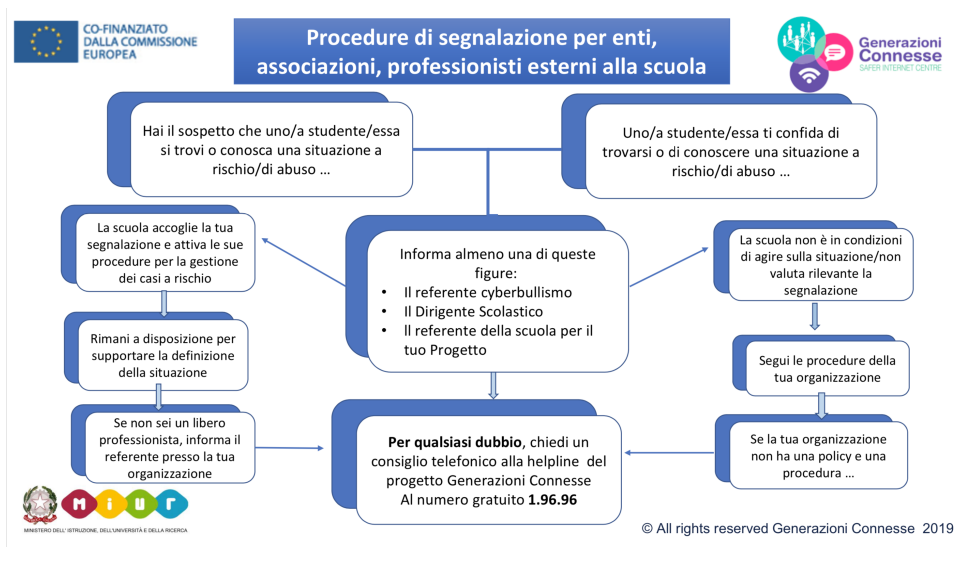 CO-FINANZIATO
DALLA COMMISSIONE
EUROPEA
Procedure di segnalazione per enti,
associazioni, professionisti esterni alla scuola
Generazioni
Connesse
SAFER INTERNET CENTRE
Hai il sospetto che uno/a studente/essa
si trovi o conosca una situazione a
rischio/di abuso …
Uno/a studente/essa ti confida di
trovarsi o di conoscere una situazione a
rischio/di abuso …
La scuola accoglie la tua
segnalazione e attiva le sue
procedure per la gestione
dei casi a rischio
Informa almeno una di queste
figure:
• Il referente cyberbullismo
• Il Dirigente Scolastico
• Il referente della scuola per il
tuo Progetto
La scuola non è in condizioni
di agire sulla situazione/non
valuta rilevante la
segnalazione
Rimani a disposizione per
supportare la definizione
della situazione
Segui le procedure della
tua organizzazione
Se non sei un libero
professionista, informa il
referente presso la tua
organizzazione
Per qualsiasi dubbio, chiedi un
consiglio telefonico alla helpline del
progetto Generazioni Connesse
Al numero gratuito 1.96.96
Se la tua organizzazione
non ha una policy e una
procedura …
miur
MINISTERO DELL' ISTRUZIONE, DELL'UNIVERSITÀ E DELLA RICERCA
© All rights reserved Generazioni Connesse 2019